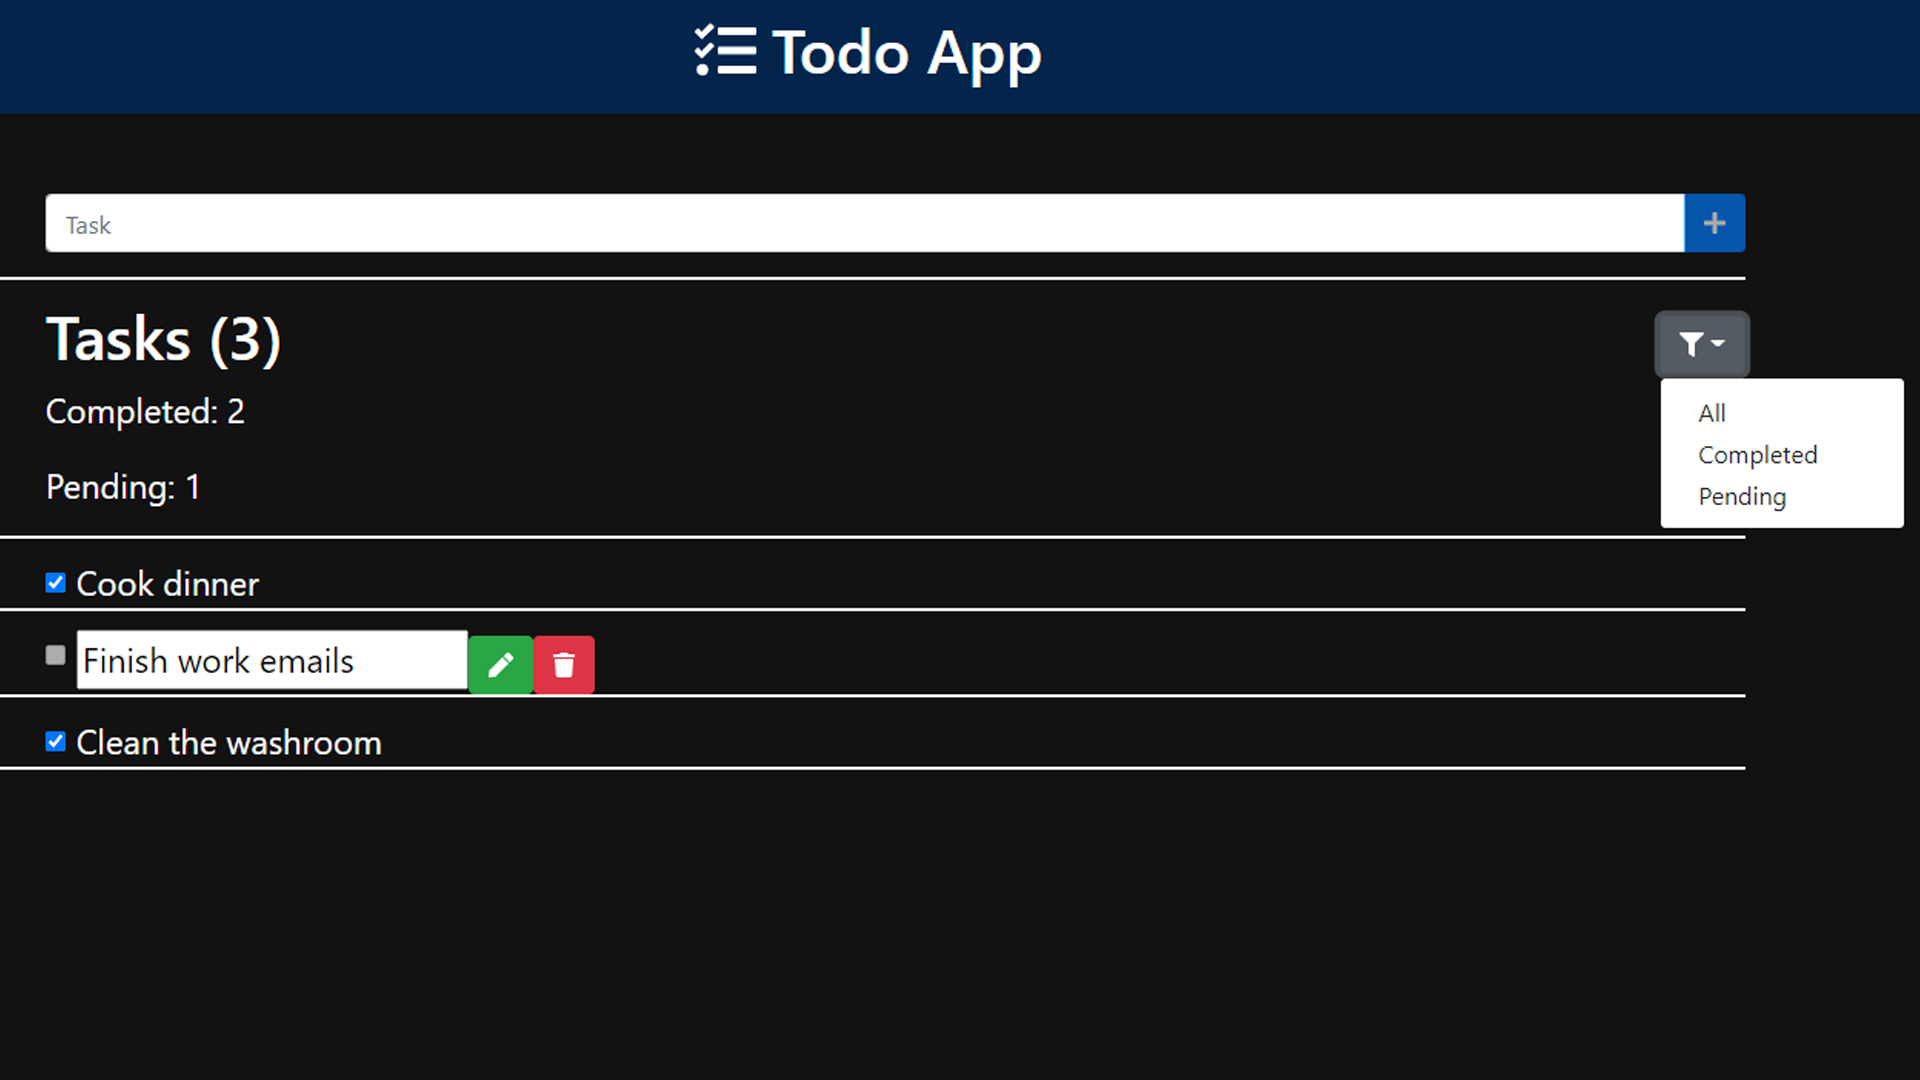 Todo App
Task
Tasks (3)
Completed: 2
Pending: 1
All
Completed
Pending
Cook dinner
Finish work emails
Clean the washroom